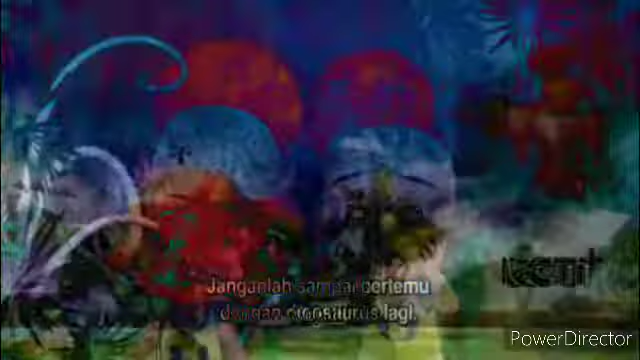 Janganlah sampai bertemu
dengan dinosaurus lagi.
PowerDirector